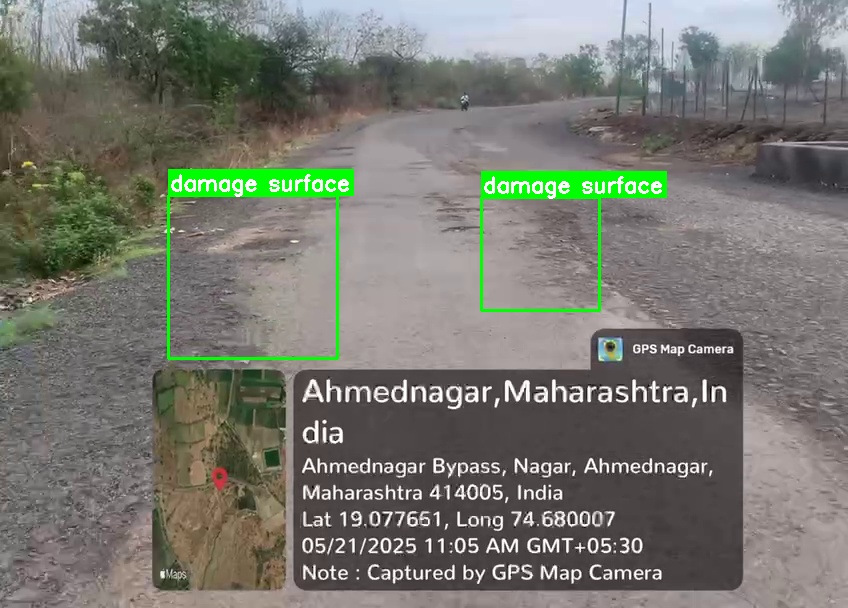 damage surface
damage surface
GPS Map Camera
Ahmednagar,Maharashtra,In
dia
Ahmednagar Bypass, Nagar, Ahmednagar,
Maharashtra 414005, India
Lat 19.077661, Long 74.680007
05/21/2025 11:05 AM GMT+05:30
Note : Captured by GPS Map Camera
Maps